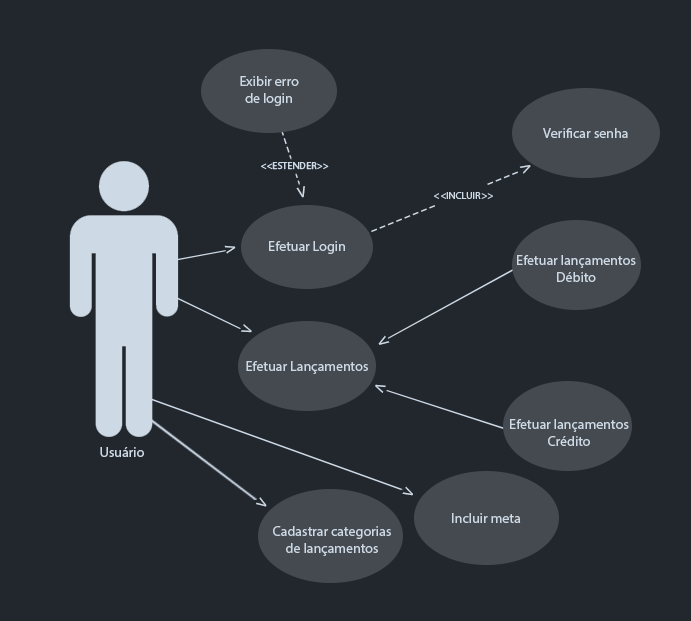 Exibir erro
de login
Verificar senha
<<ESTENDER>>
<<INCLUIR>>
Efetuar Login
Efetuar lançamentos
Débito
Efetuar Lançamentos
Efetuar lançamentos
Crédito
Usuário
Incluir meta
Cadastrar categorias
de lançamentos